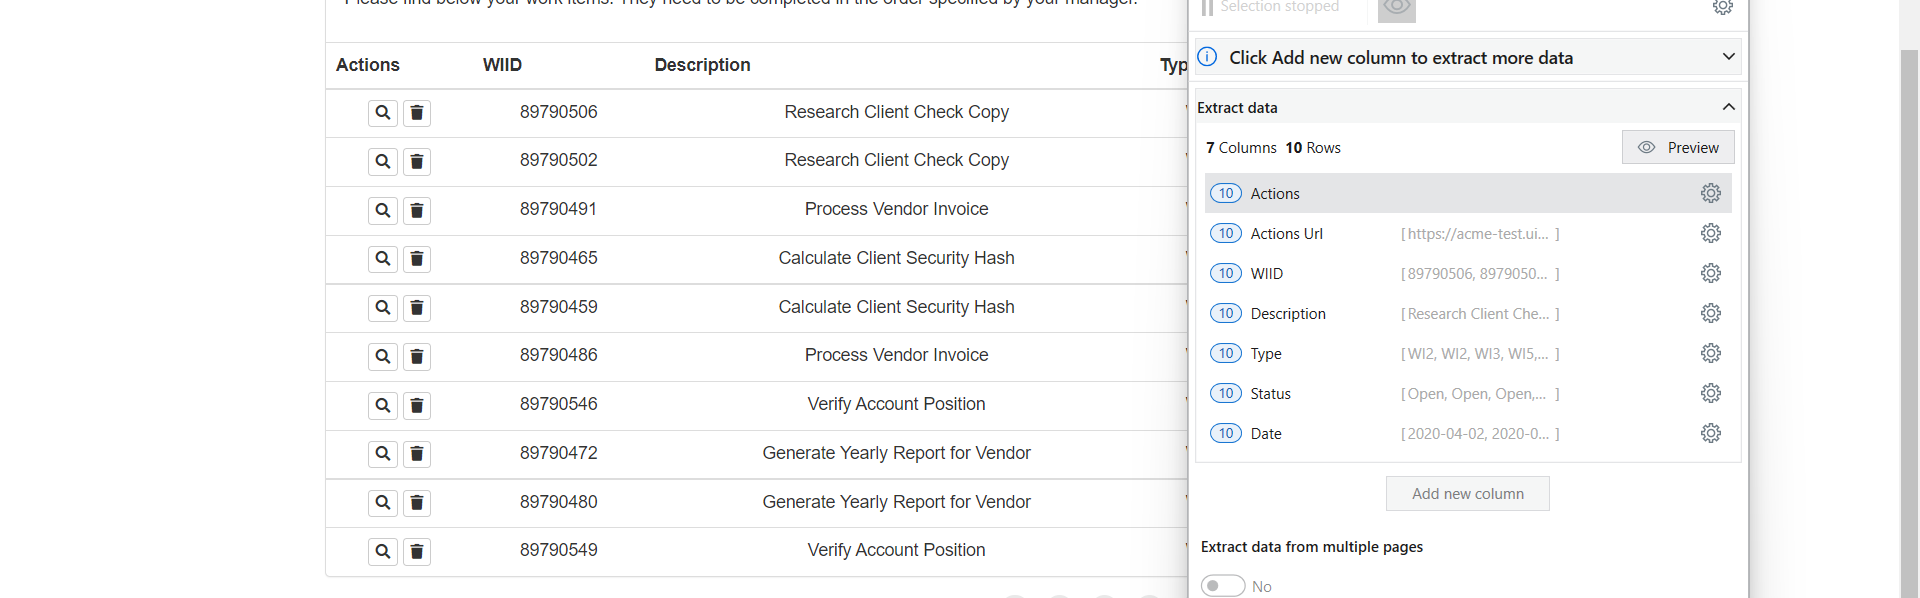 Please find below your work items. They need to be completed in the order specified by your manager.
Actions WIID Description Typ
89790506 Research Client Check Copy
89790502 Research Client Check Copy
89790491 Process Vendor Invoice
89790465 Calculate Client Security Hash
89790459 Calculate Client Security Hash
89790486 Process Vendor Invoice
89790546 Verify Account Position
89790472 Generate Yearly Report for Vendor
89790480 Generate Yearly Report for Vendor
89790549 Verify Account Position
Selection stopped
Click Add new column to extract more data
Extract data
7 Columns 10 Rows Preview
10 Actions
10 Actions Url [ https://acme-test.ui... ]
10 WIID [ 89790506, 8979050... ]
10 Description [ Research Client Che... ]
10 Type [ WI2, WI2, WI3, WI5,... ]
10 Status [ Open, Open, Open,... ]
10 Date [ 2020-04-02, 2020-0... ]
Add new column
Extract data from multiple pages
No